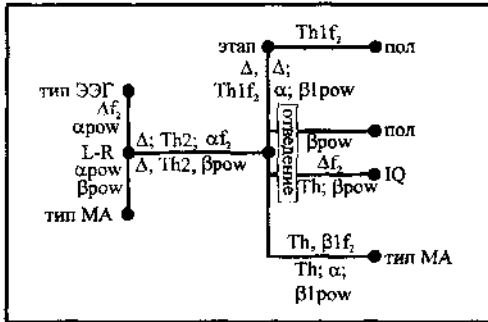 Th1f₂
этап
пол
Δ, Δ;
Th1f₂ α; β1pow
тип ЭЭГ
Δf₂
αpow
L-R
αpow
βpow
тип МА
Δ; Th2; αf₂
Δ, Th2, βpow
отведение
пол
βpow
Δf₂
IQ
Th; βpow
Th, β1f₂
тип МА
Th; α;
β1pow